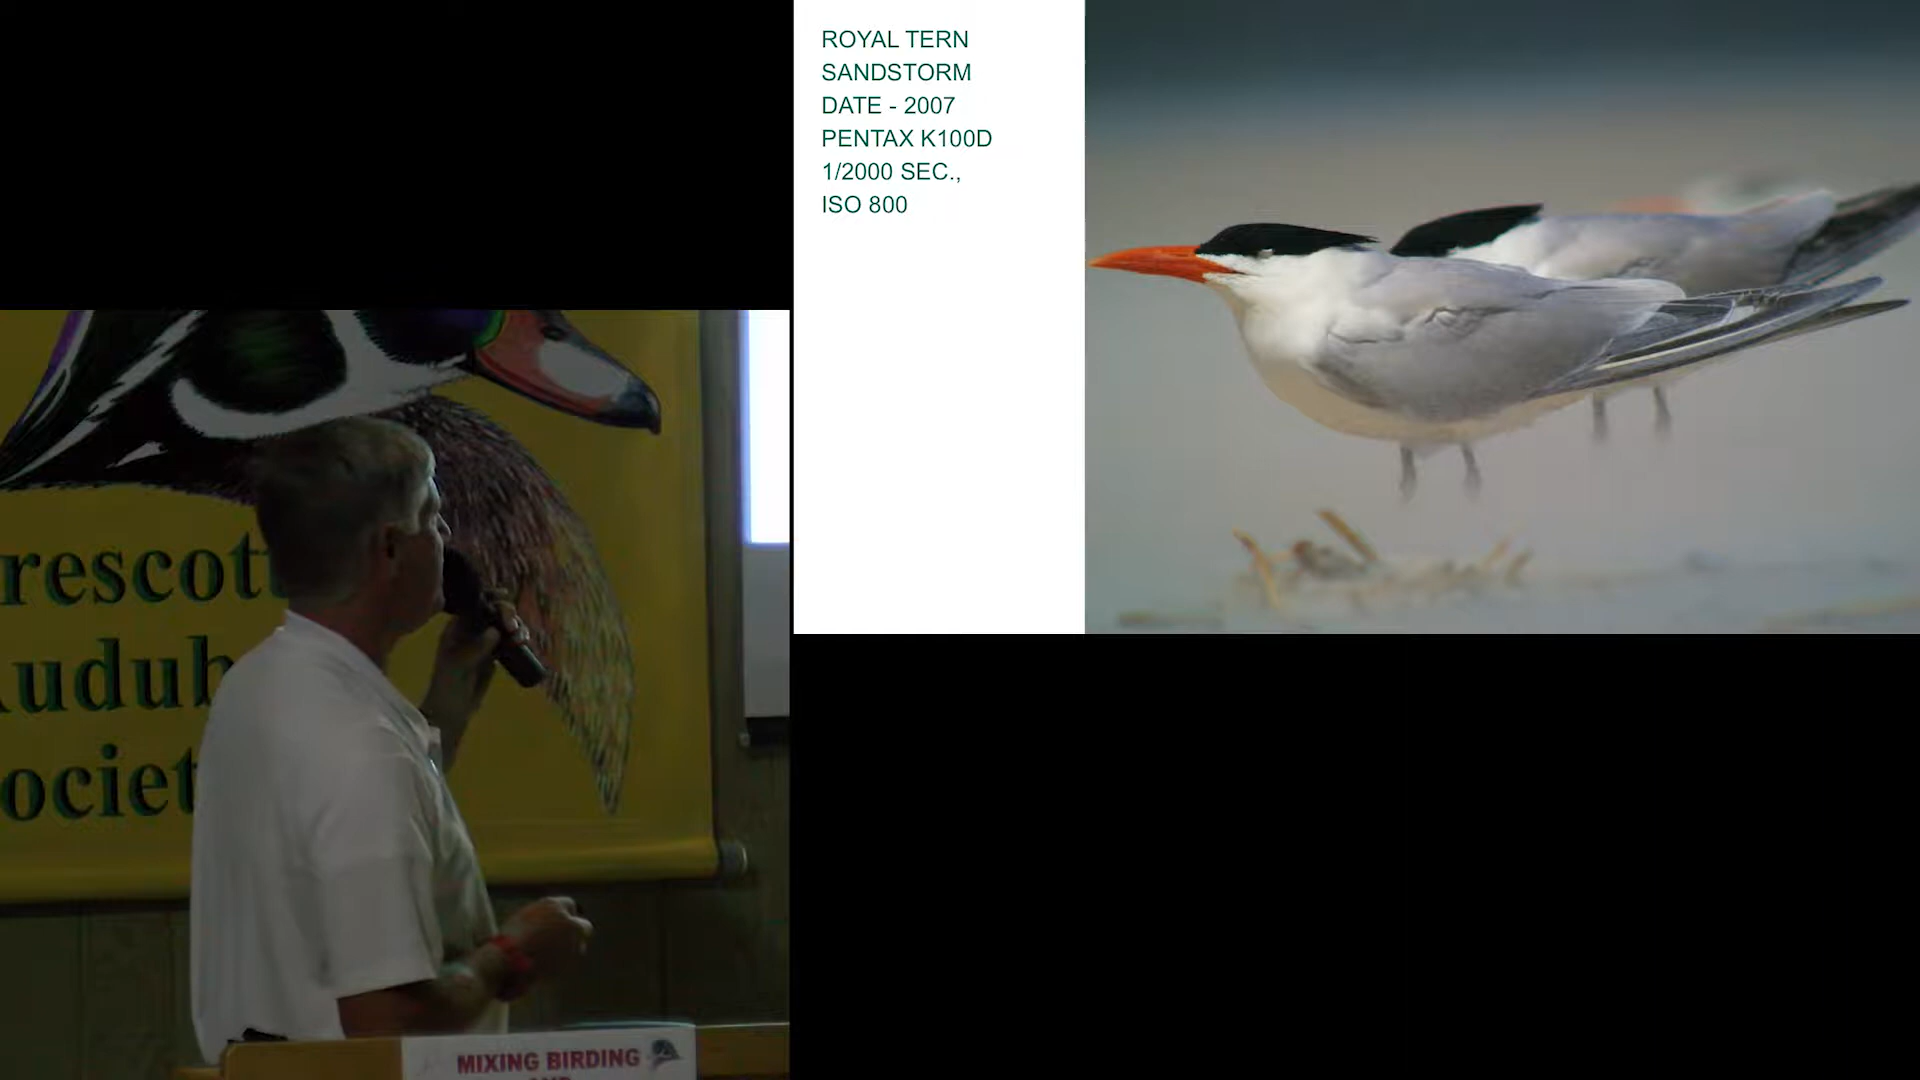 ROYAL TERN
SANDSTORM
DATE - 2007
PENTAX K100D
1/2000 SEC.,
ISO 800
rescott
udub
ociet
MIXING BIRDING